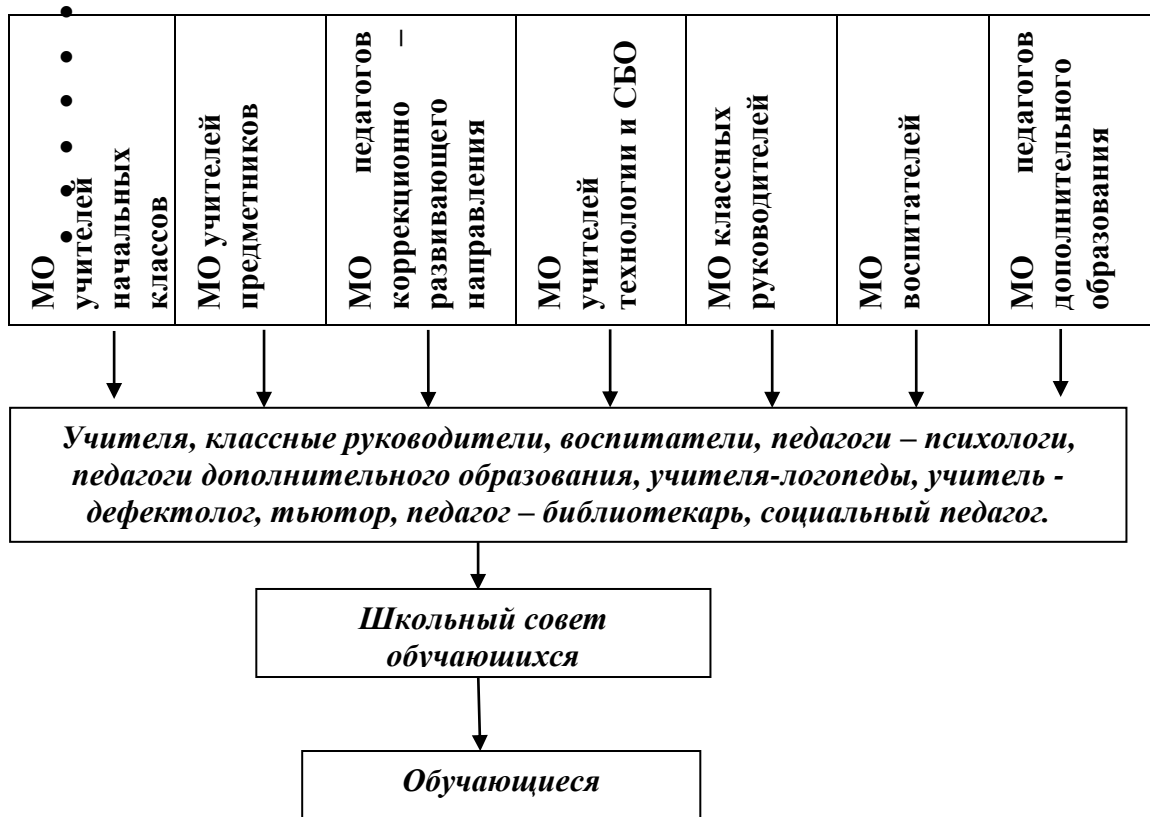 МО
учителей
начальных
классов
МО учителей
предметников
МО педагогов
коррекционно –
развивающего
направления
МО
учителей
технологии и СБО
МО классных
руководителей
МО
воспитателей
МО педагогов
дополнительного
образования
Учителя, классные руководители, воспитатели, педагоги – психологи,
педагоги дополнительного образования, учителя-логопеды, учитель -
дефектолог, тьютор, педагог – библиотекарь, социальный педагог.
Школьный совет
обучающихся
Обучающиеся